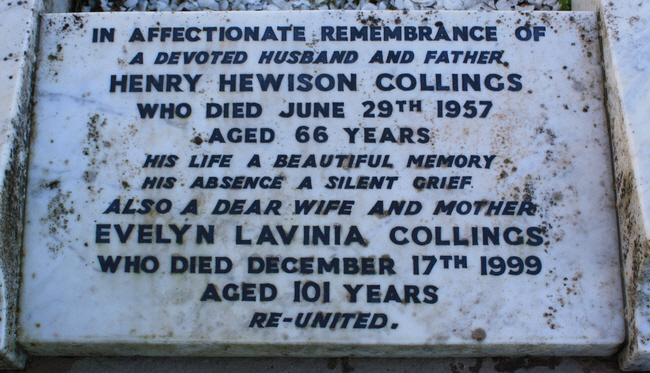 IN AFFECTIONATE REMEMBRANCE OF
A DEVOTED HUSBAND AND FATHER
HENRY HEWISON COLLINGS
WHO DIED JUNE 29TH 1957
AGED 66 YEARS
HIS LIFE A BEAUTIFUL MEMORY
HIS ABSENCE A SILENT GRIEF
ALSO A DEAR WIFE AND MOTHER
EVELYN LAVINIA COLLINGS
WHO DIED DECEMBER 17TH 1999
AGED 101 YEARS
RE-UNITED.